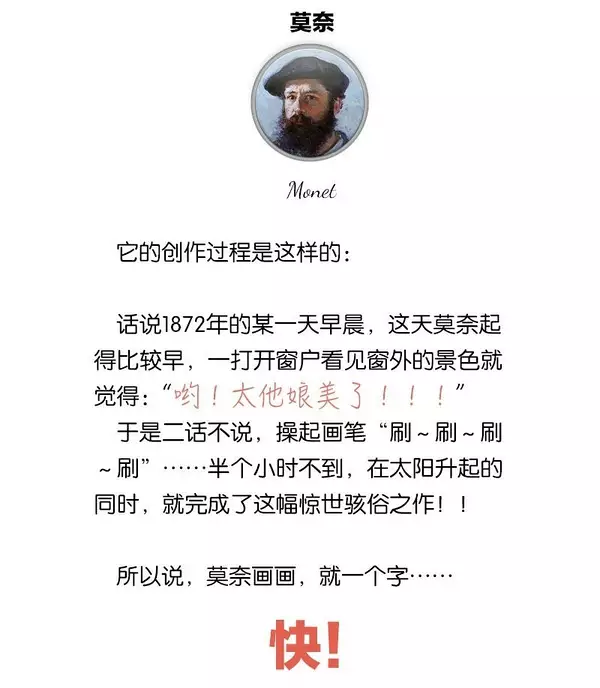 莫奈
Monet
它的创作过程是这样的：
话说1872年的某一天早晨，这天莫奈起
得比较早，一打开窗户看见窗外的景色就
觉得：“哟！太他娘美了！！！”
于是二话不说，操起画笔“刷～刷～刷
～刷”……半个小时不到，在太阳升起的
同时，就完成了这幅惊世骇俗之作！！
所以说，莫奈画画，就一个字……
快！